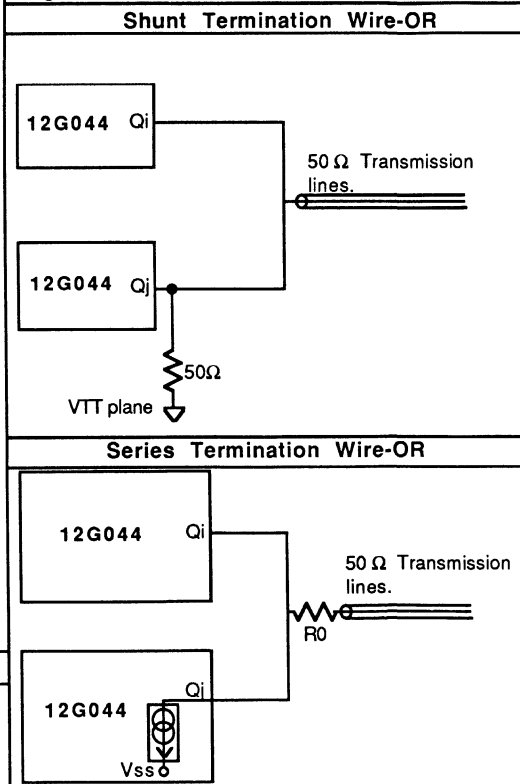 Shunt Termination Wire-OR
12G044 Qi
50 Ω Transmission
lines.
12G044 Qj
50Ω
VTT plane
Series Termination Wire-OR
12G044 Qi
50 Ω Transmission
lines.
R0
Qj
12G044
Vss